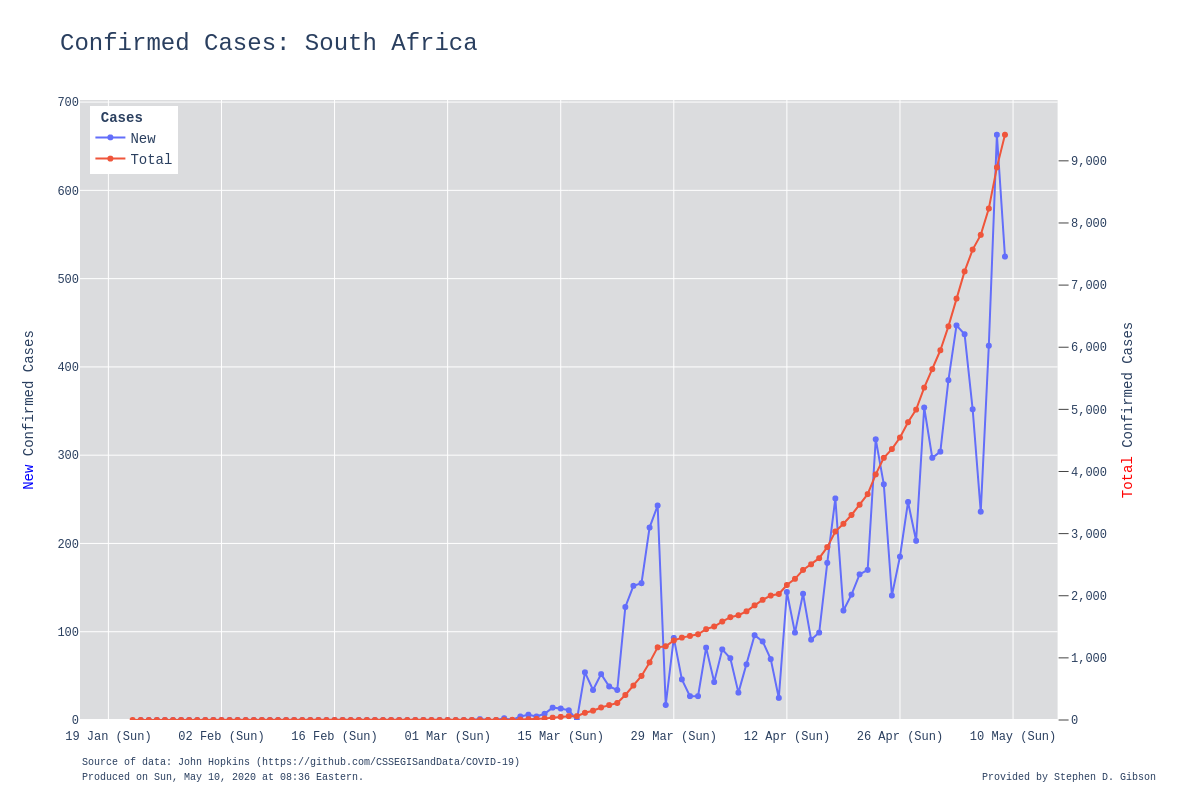 Confirmed Cases: South Africa
Cases
New
Total
700
600
500
400
300
200
100
0
9,000
8,000
7,000
6,000
5,000
4,000
3,000
2,000
1,000
0
New Confirmed Cases
Total Confirmed Cases
19 Jan (Sun) 02 Feb (Sun) 16 Feb (Sun) 01 Mar (Sun) 15 Mar (Sun) 29 Mar (Sun) 12 Apr (Sun) 26 Apr (Sun) 10 May (Sun)
Source of data: John Hopkins (https://github.com/CSSEGISandData/COVID-19)
Produced on Sun, May 10, 2020 at 08:36 Eastern.
Provided by Stephen D. Gibson